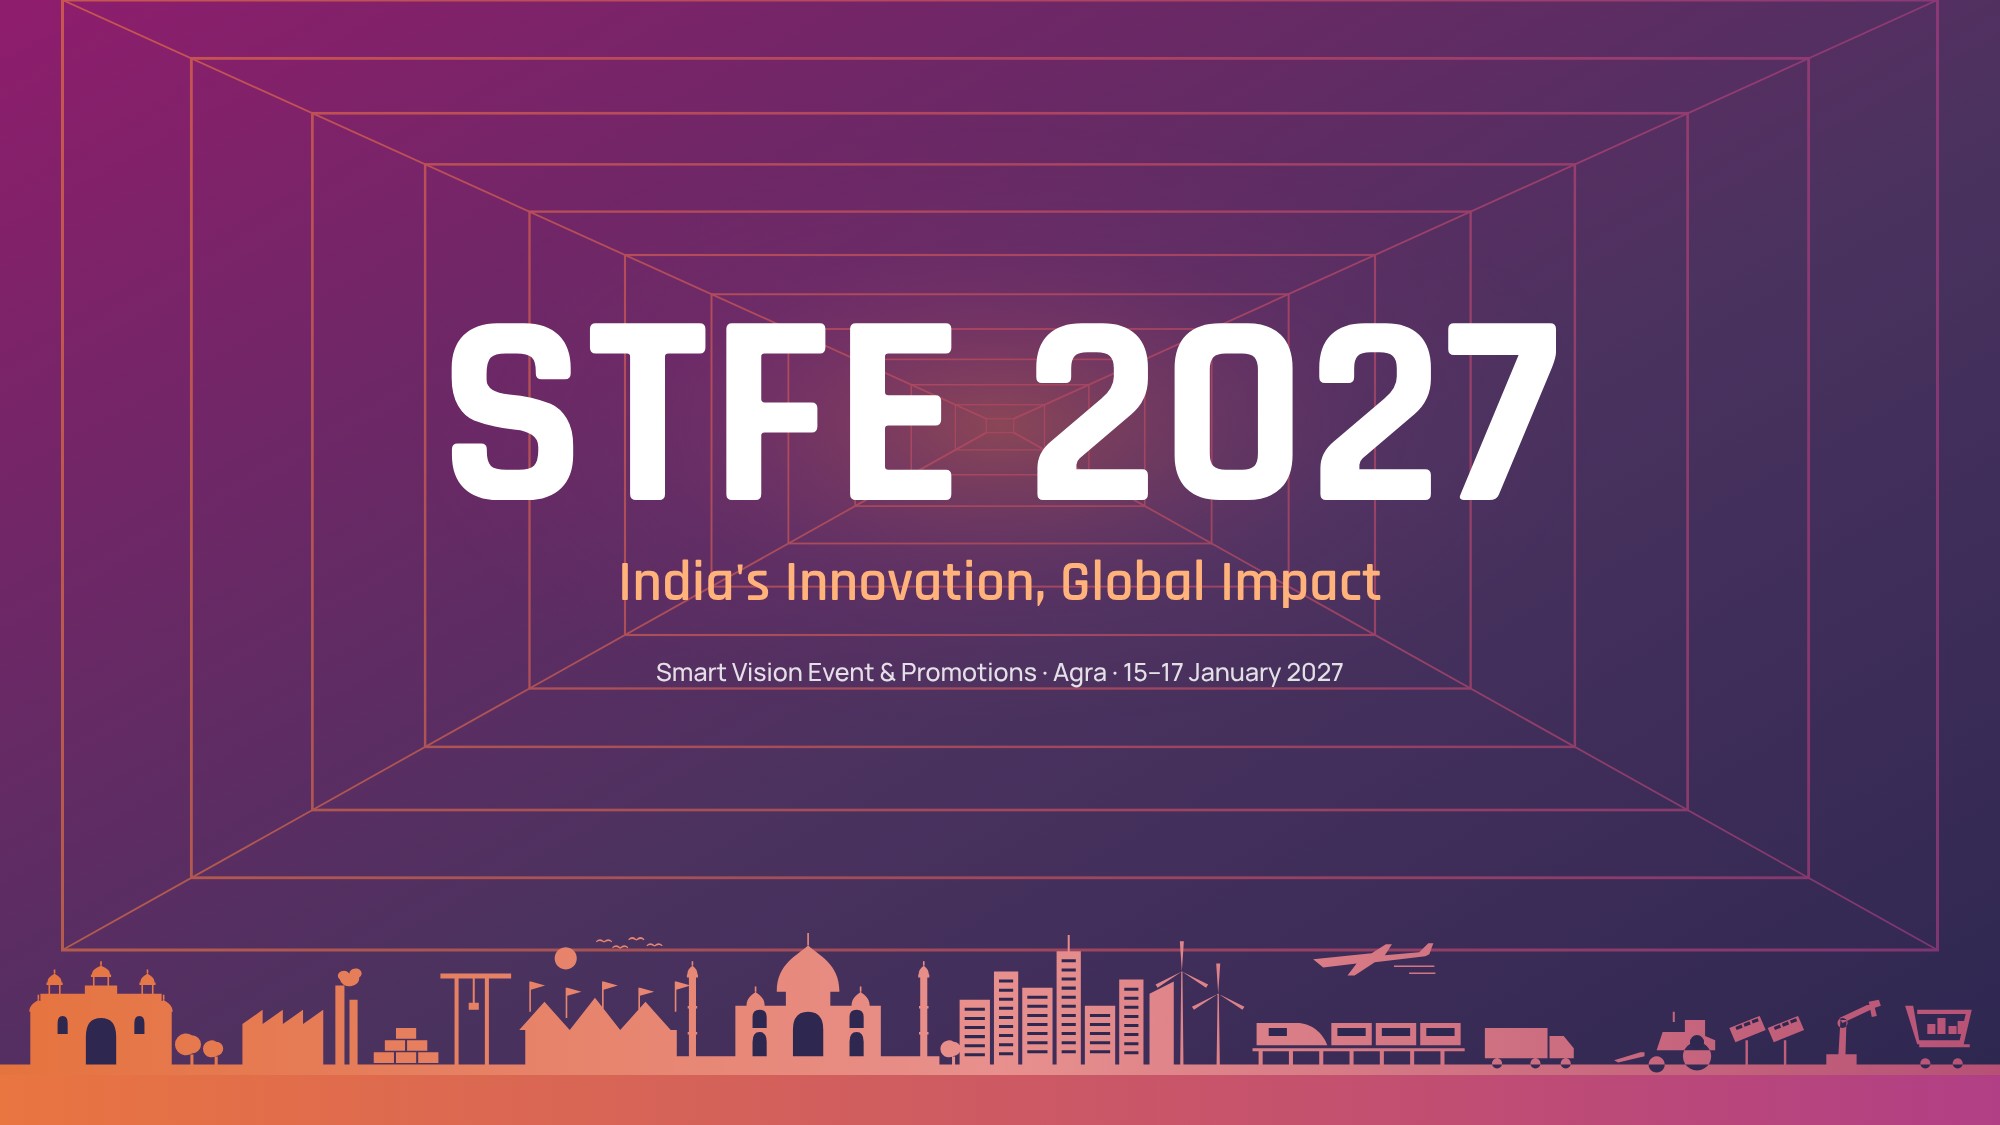 STFE 2027
India's Innovation, Global Impact
Smart Vision Event & Promotions · Agra · 15–17 January 2027